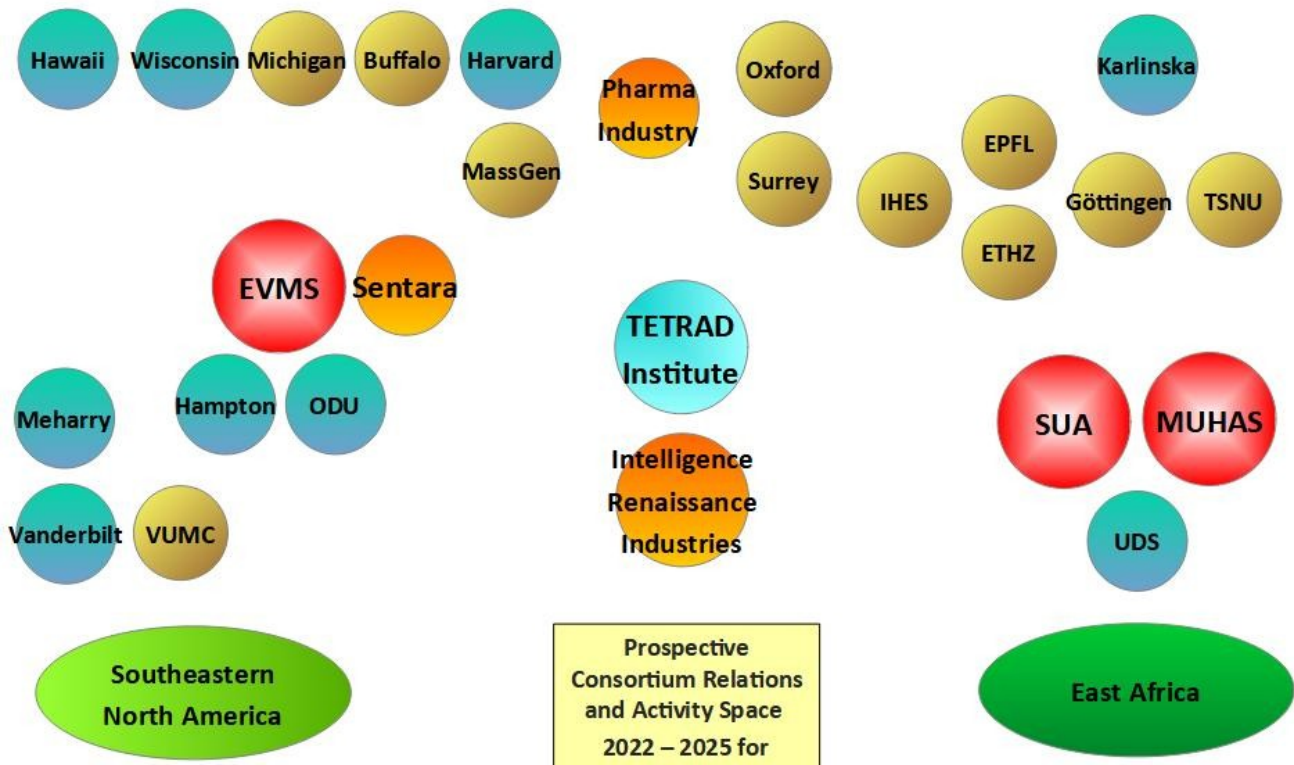 Hawaii
Wisconsin
Michigan
Buffalo
Harvard
Pharma
Industry
Oxford
Karlinska
MassGen
Surrey
EPFL
IHES
Göttingen
TSNU
ETHZ
EVMS
Sentara
TETRAD
Institute
Meharry
Hampton
ODU
SUA
MUHAS
Intelligence
Renaissance
Industries
Vanderbilt
VUMC
UDS
Southeastern
North America
Prospective
Consortium Relations
and Activity Space
2022 – 2025 for
East Africa